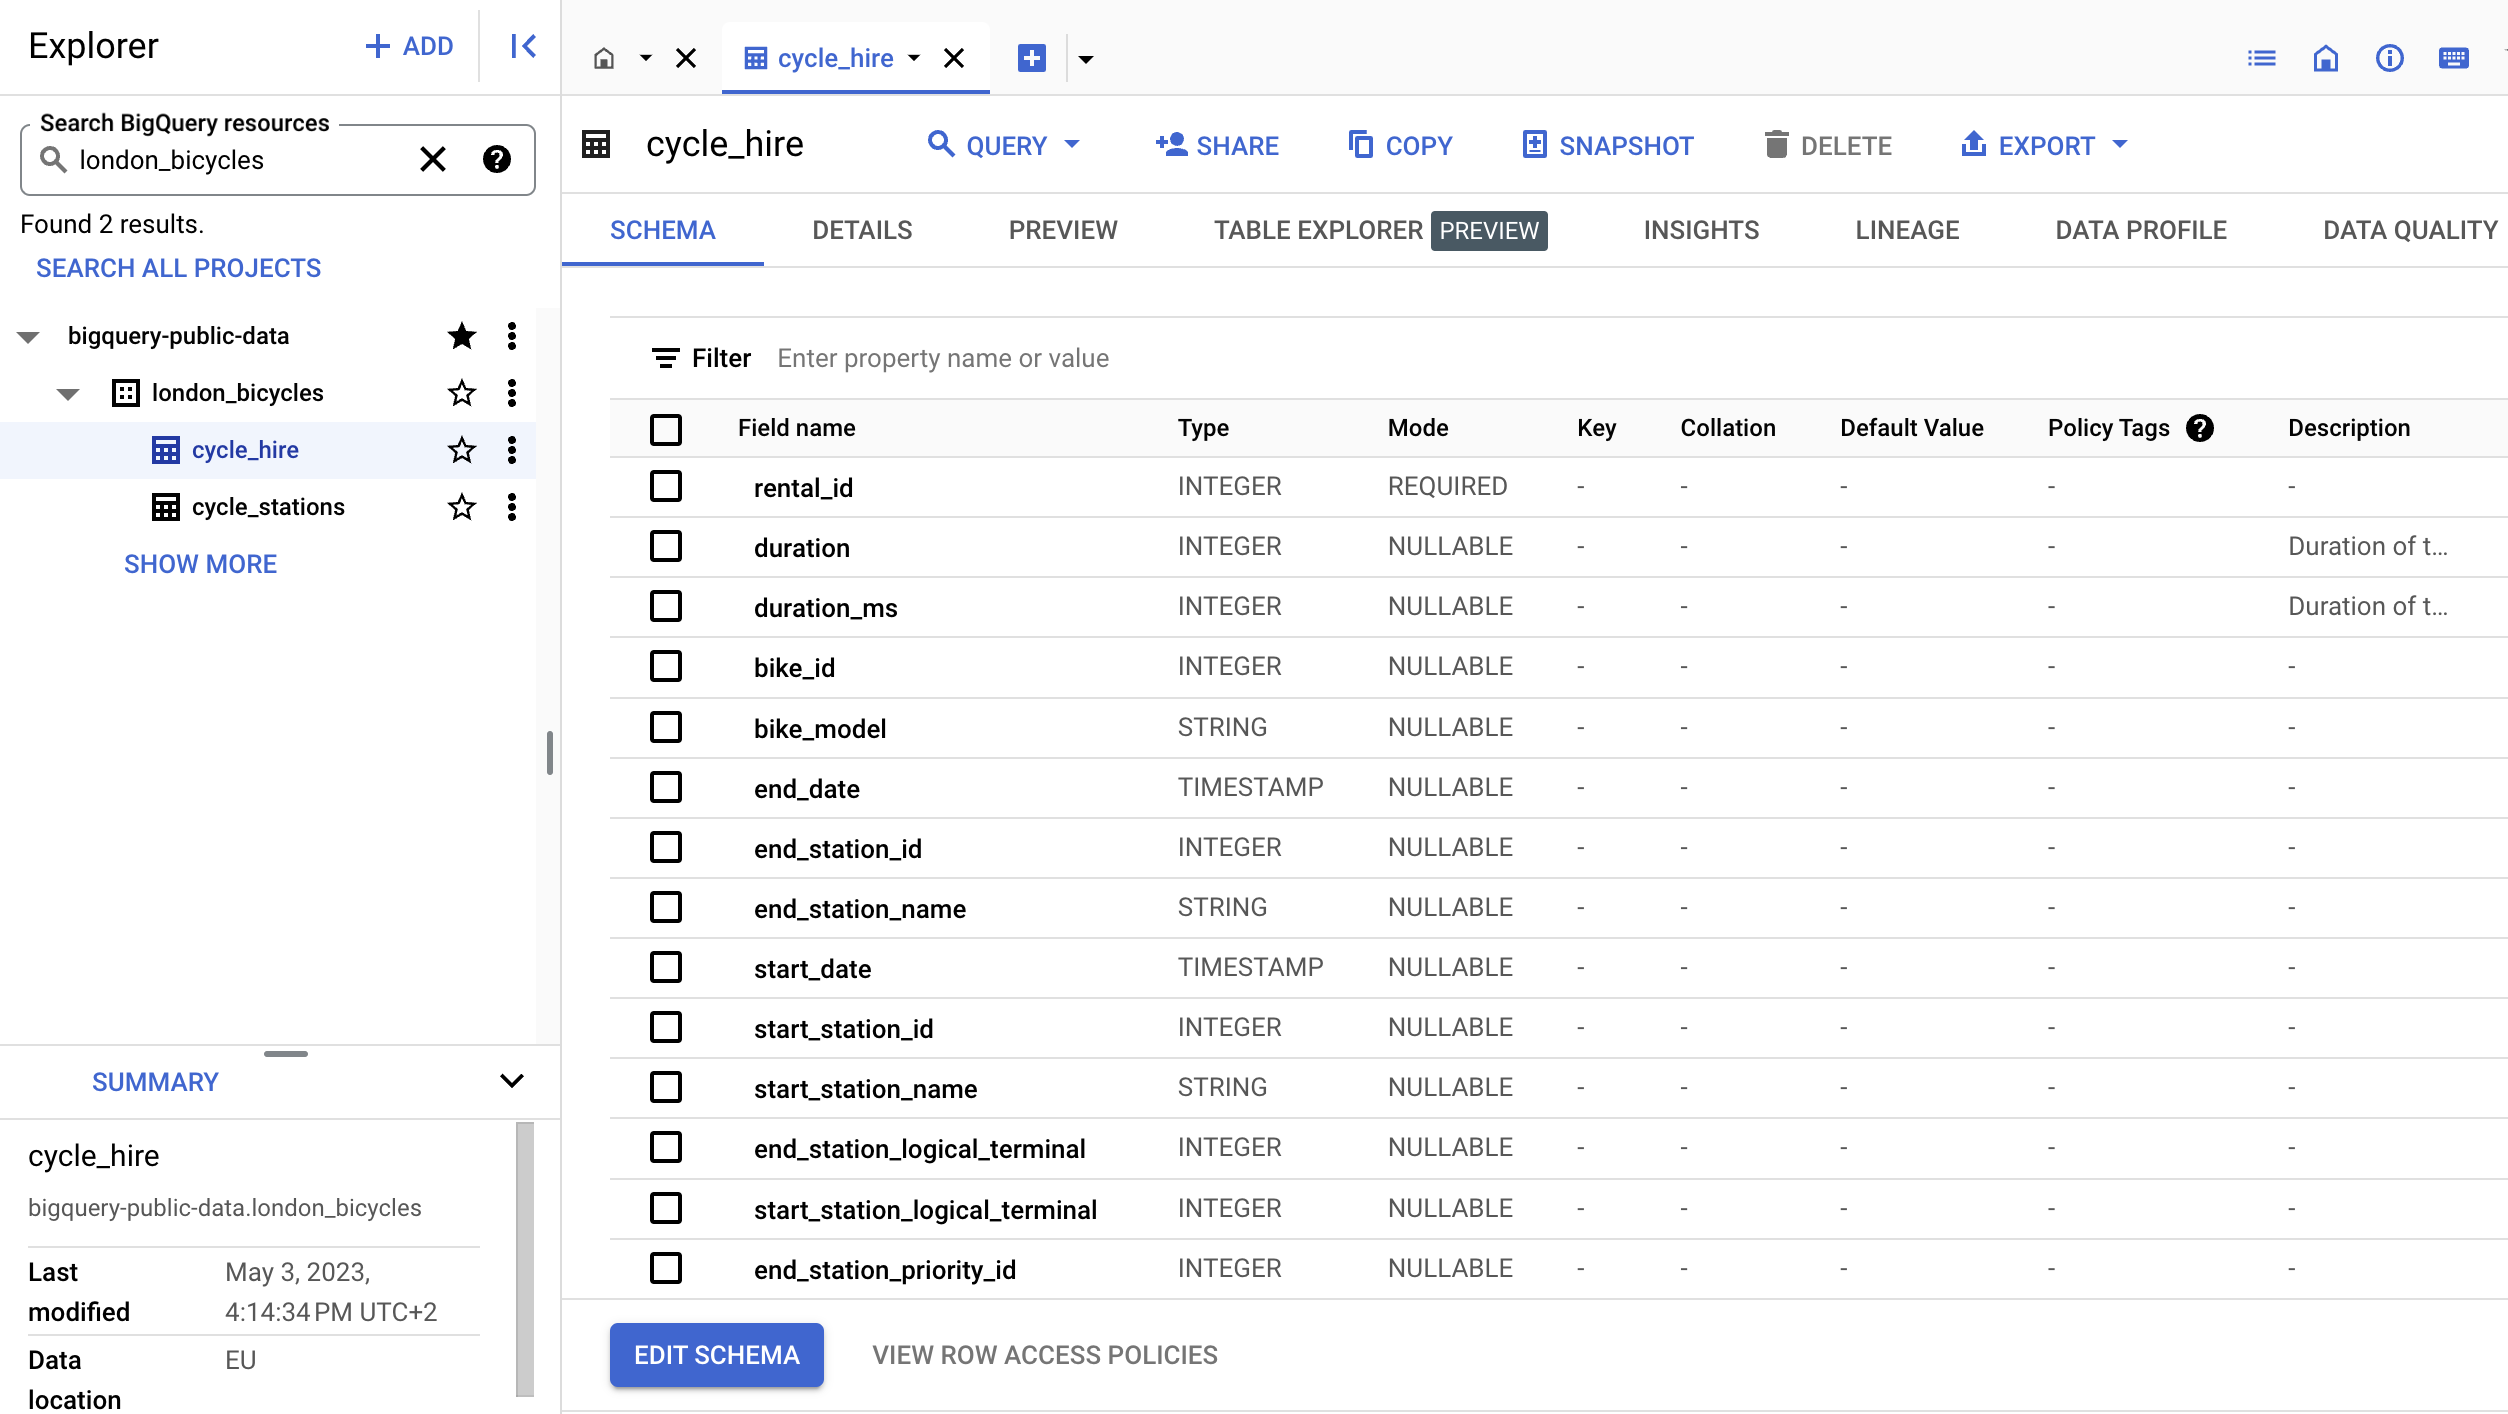 Explorer
ADD
Search BigQuery resources
london_bicycles
Found 2 results.
SEARCH ALL PROJECTS
bigquery-public-data
london_bicycles
cycle_hire
cycle_stations
SHOW MORE
SUMMARY
cycle_hire
bigquery-public-data.london_bicycles
Last modified May 3, 2023, 4:14:34 PM UTC+2
Data location EU
cycle_hire
cycle_hire QUERY SHARE COPY SNAPSHOT DELETE EXPORT
SCHEMA DETAILS PREVIEW TABLE EXPLORER PREVIEW INSIGHTS LINEAGE DATA PROFILE DATA QUALITY
Filter Enter property name or value
Field name Type Mode Key Collation Default Value Policy Tags Description
rental_id INTEGER REQUIRED - - - - -
duration INTEGER NULLABLE - - - - Duration of t...
duration_ms INTEGER NULLABLE - - - - Duration of t...
bike_id INTEGER NULLABLE - - - - -
bike_model STRING NULLABLE - - - - -
end_date TIMESTAMP NULLABLE - - - - -
end_station_id INTEGER NULLABLE - - - - -
end_station_name STRING NULLABLE - - - - -
start_date TIMESTAMP NULLABLE - - - - -
start_station_id INTEGER NULLABLE - - - - -
start_station_name STRING NULLABLE - - - - -
end_station_logical_terminal INTEGER NULLABLE - - - - -
start_station_logical_terminal INTEGER NULLABLE - - - - -
end_station_priority_id INTEGER NULLABLE - - - - -
EDIT SCHEMA VIEW ROW ACCESS POLICIES